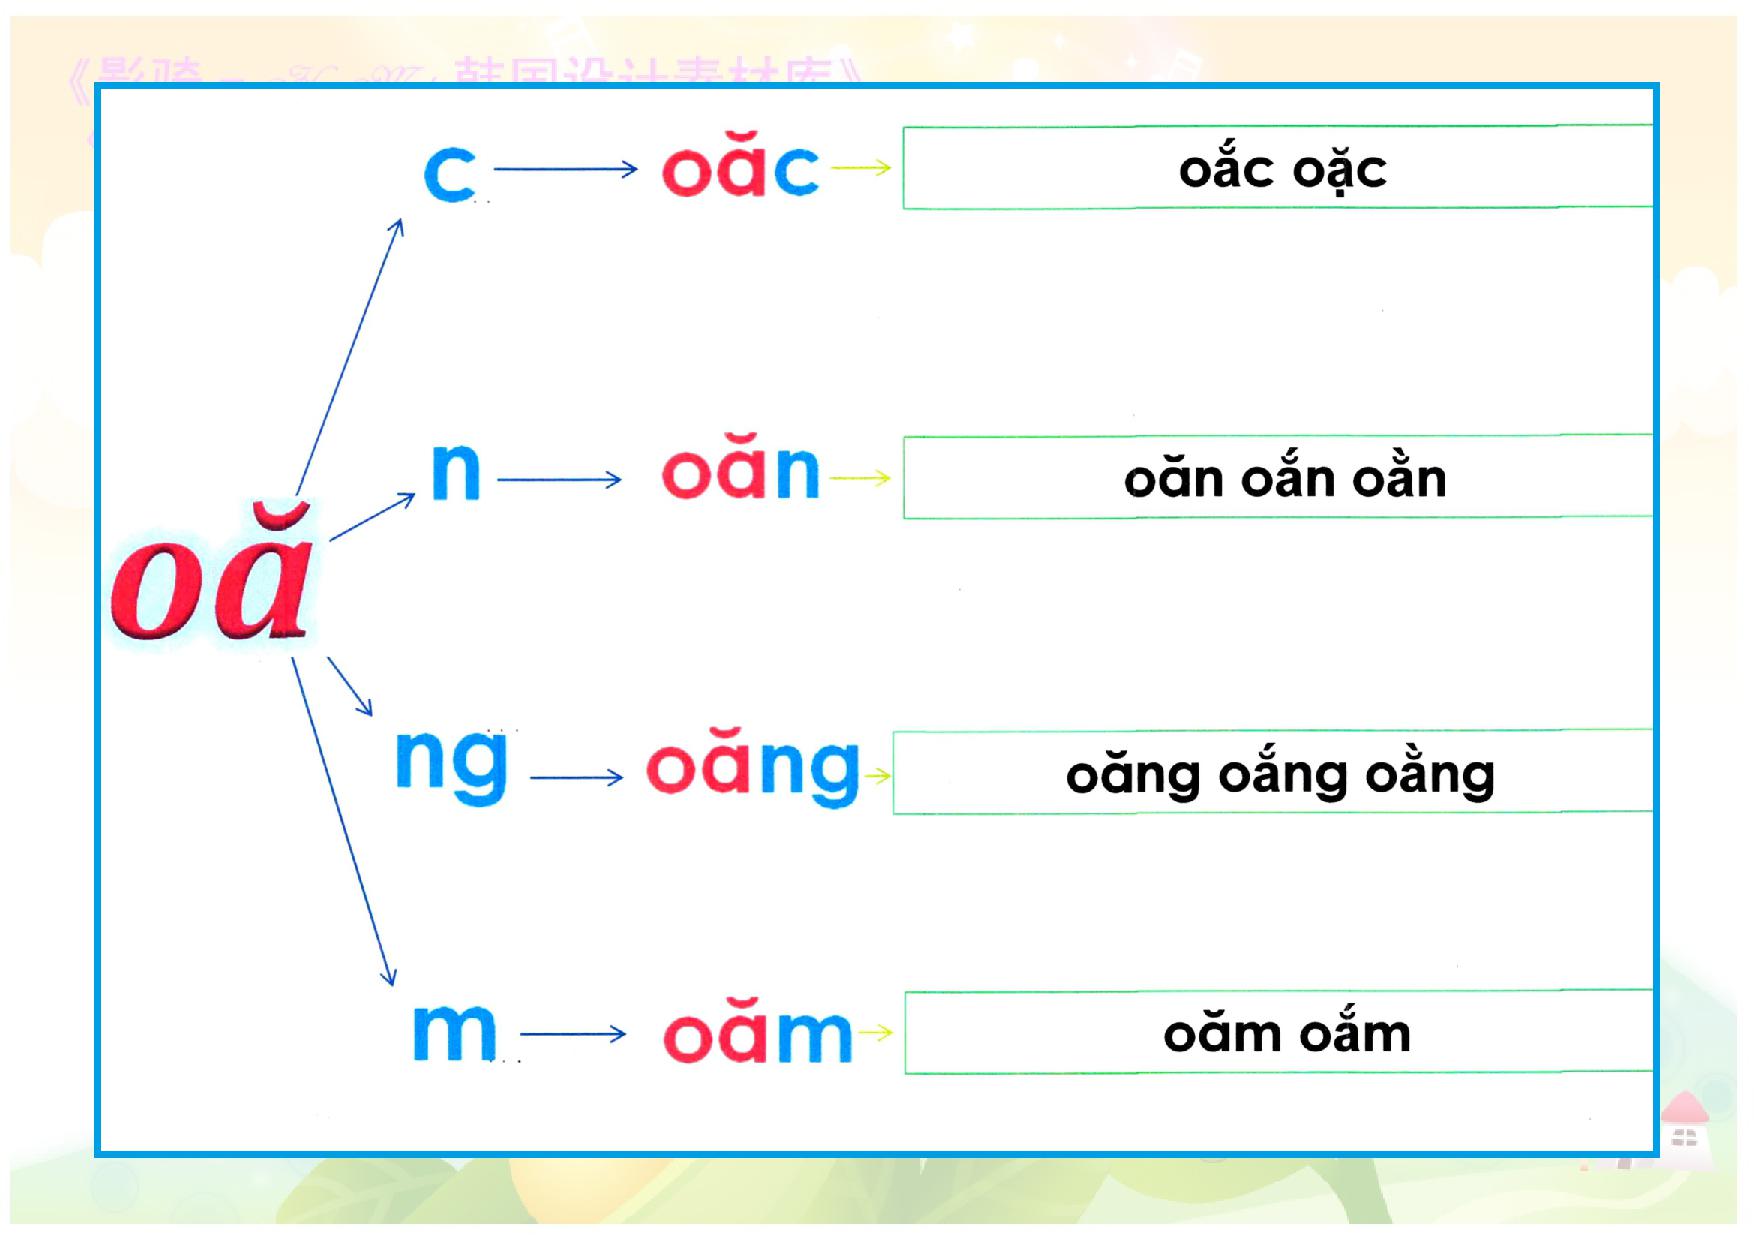 《影骑 -
韩国设计素材库》
c oăc oắc oặc
n oăn oăn oắn oằn
oă
ng oăng oăng oắng oằng
m oăm oăm oắm